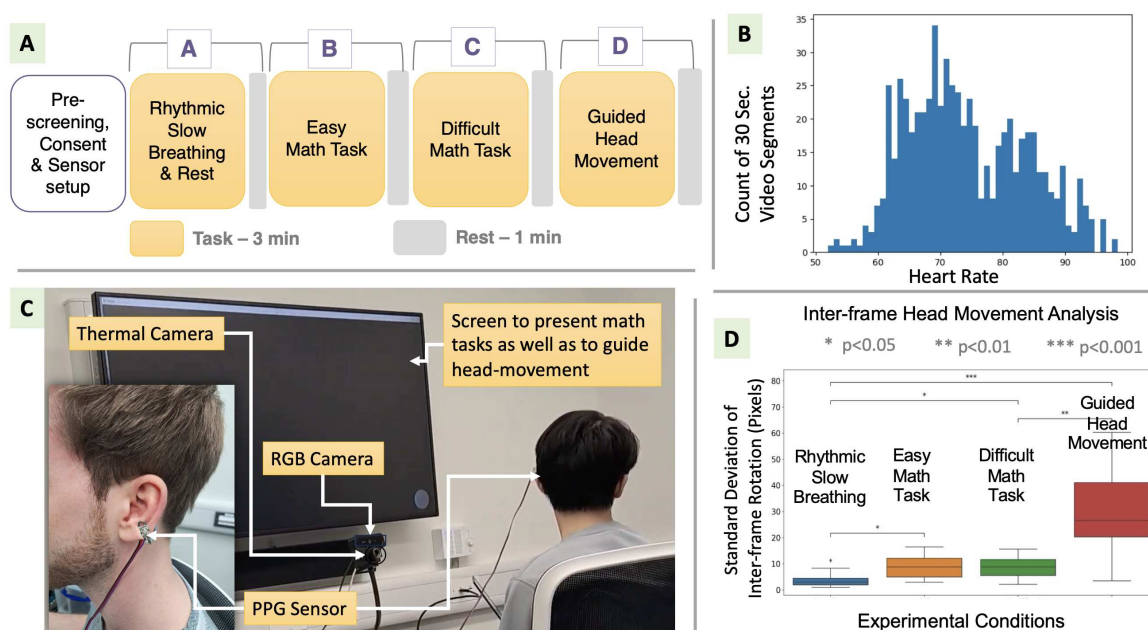 A
A
B
C
D
Pre-
screening,
Consent
& Sensor
setup
Rhythmic
Slow
Breathing
& Rest
Easy
Math Task
Difficult
Math Task
Guided
Head
Movement
Task – 3 min
Rest – 1 min
B
Count of 30 Sec.
Video Segments
35
30
25
20
15
10
5
0
50
60
70
80
90
100
Heart Rate
C
Thermal Camera
Screen to present math
tasks as well as to guide
head-movement
RGB Camera
PPG Sensor
Inter-frame Head Movement Analysis
D
* p<0.05
** p<0.01
*** p<0.001
Standard Deviation of
Inter-frame Rotation (Pixels)
80
70
60
50
40
30
20
10
0
***
*
**
*
Rhythmic
Slow
Breathing
Easy
Math
Task
Difficult
Math
Task
Guided
Head
Movement
Experimental Conditions